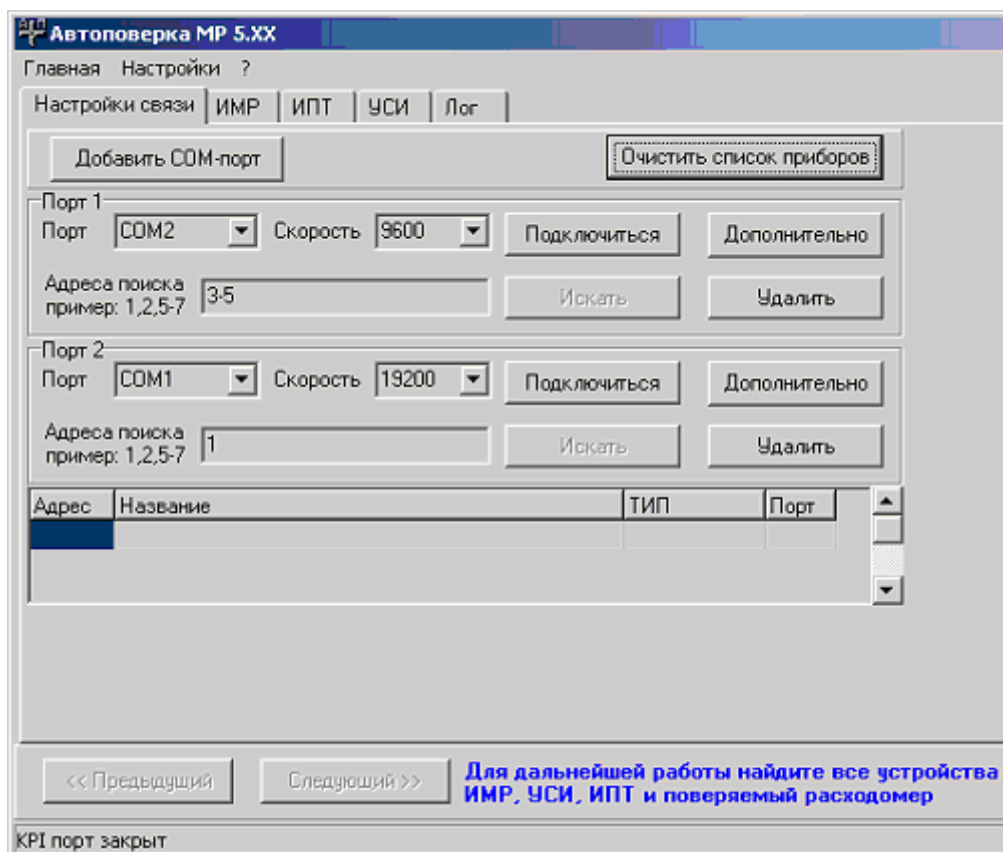 Автоповерка МР 5.XX
Главная Настройки ?
Настройки связи ИМР ИПТ УСИ Лог
Добавить COM-порт Очистить список приборов
Порт 1
Порт COM2 Скорость 9600 Подключиться Дополнительно
Адреса поиска
пример: 1,2,5-7 3-5 Искать Удалить
Порт 2
Порт COM1 Скорость 19200 Подключиться Дополнительно
Адреса поиска
пример: 1,2,5-7 1 Искать Удалить
Адрес Название ТИП Порт
<< Предыдущий Следующий >> Для дальнейшей работы найдите все устройства
ИМР, УСИ, ИПТ и поверяемый расходомер
KPI порт закрыт